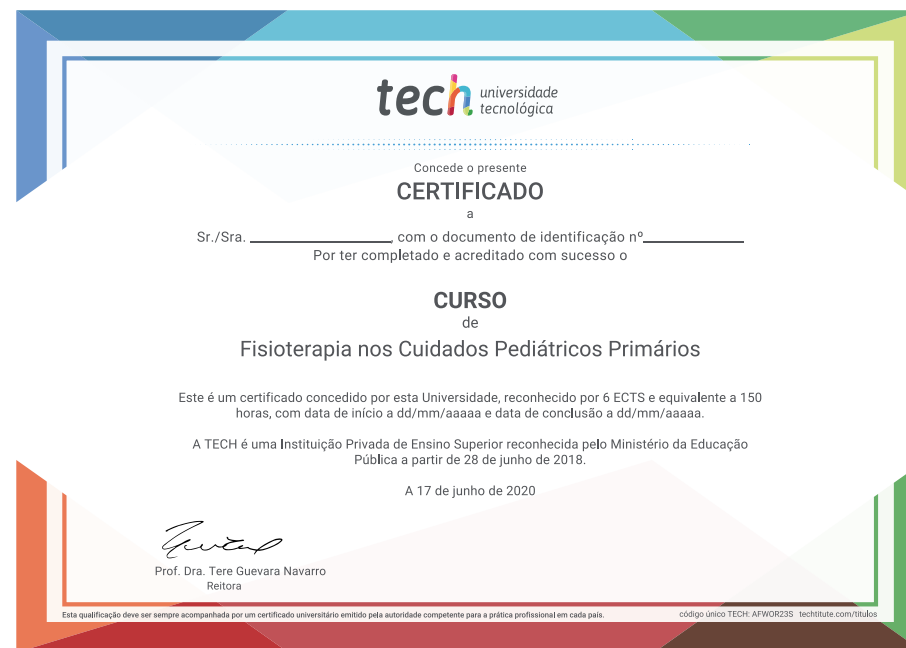 tech universidade
tecnológica
Concede o presente
CERTIFICADO
a
Sr./Sra. ____________________, com o documento de identificação nº______________
Por ter completado e acreditado com sucesso o
CURSO
de
Fisioterapia nos Cuidados Pediátricos Primários
Este é um certificado concedido por esta Universidade, reconhecido por 6 ECTS e equivalente a 150
horas, com data de início a dd/mm/aaaaa e data de conclusão a dd/mm/aaaaa.
A TECH é uma Instituição Privada de Ensino Superior reconhecida pelo Ministério da Educação
Pública a partir de 28 de junho de 2018.
A 17 de junho de 2020
Prof. Dra. Tere Guevara Navarro
Reitora
Esta qualificação deve ser sempre acompanhada por um certificado universitário emitido pela autoridade competente para a prática profissional em cada país.
código único TECH: AFWOR23S techtitute.com/titulos